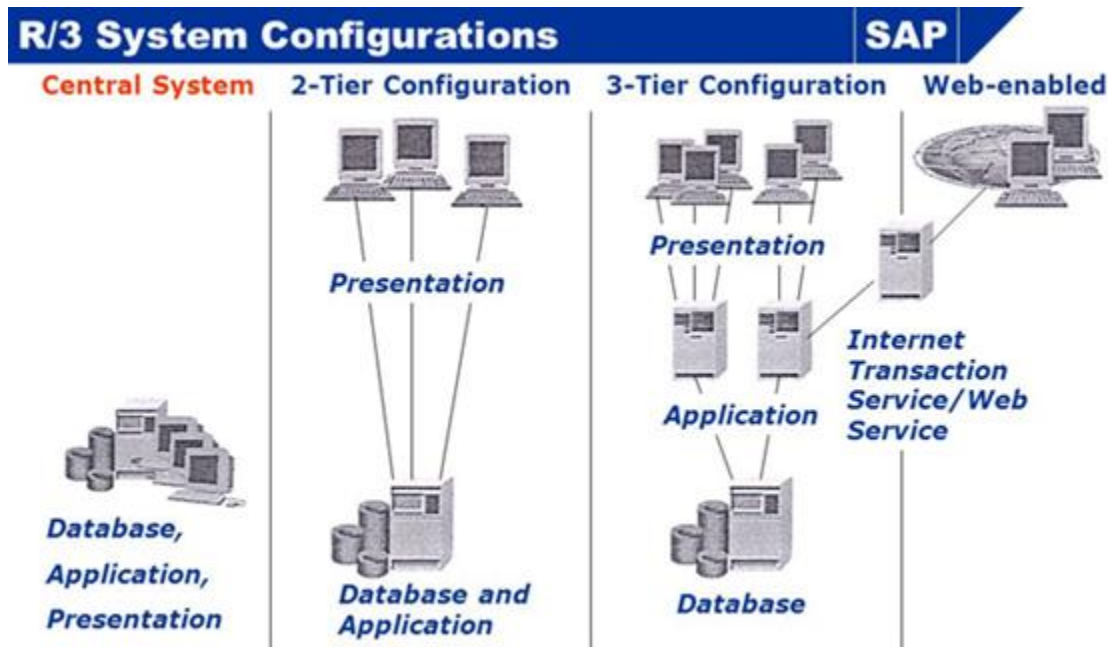 R/3 System Configurations
SAP
Central System
2-Tier Configuration
3-Tier Configuration
Web-enabled
Presentation
Presentation
Internet
Transaction
Service/Web
Service
Application
Database,
Application,
Presentation
Database and
Application
Database